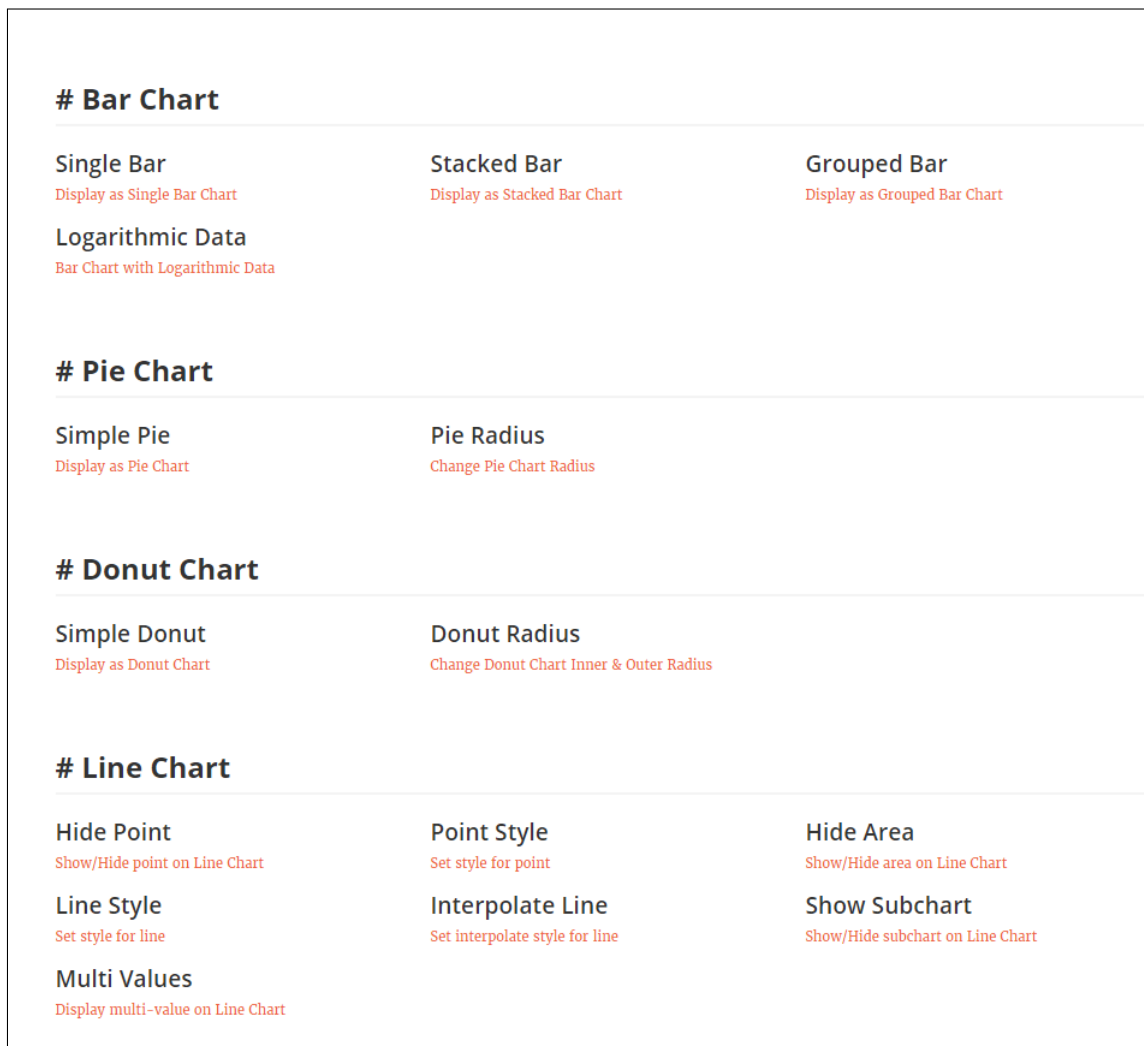 # Bar Chart
Single Bar
Display as Single Bar Chart
Stacked Bar
Display as Stacked Bar Chart
Grouped Bar
Display as Grouped Bar Chart
Logarithmic Data
Bar Chart with Logarithmic Data
# Pie Chart
Simple Pie
Display as Pie Chart
Pie Radius
Change Pie Chart Radius
# Donut Chart
Simple Donut
Display as Donut Chart
Donut Radius
Change Donut Chart Inner & Outer Radius
# Line Chart
Hide Point
Show/Hide point on Line Chart
Point Style
Set style for point
Hide Area
Show/Hide area on Line Chart
Line Style
Set style for line
Interpolate Line
Set interpolate style for line
Show Subchart
Show/Hide subchart on Line Chart
Multi Values
Display multi-value on Line Chart